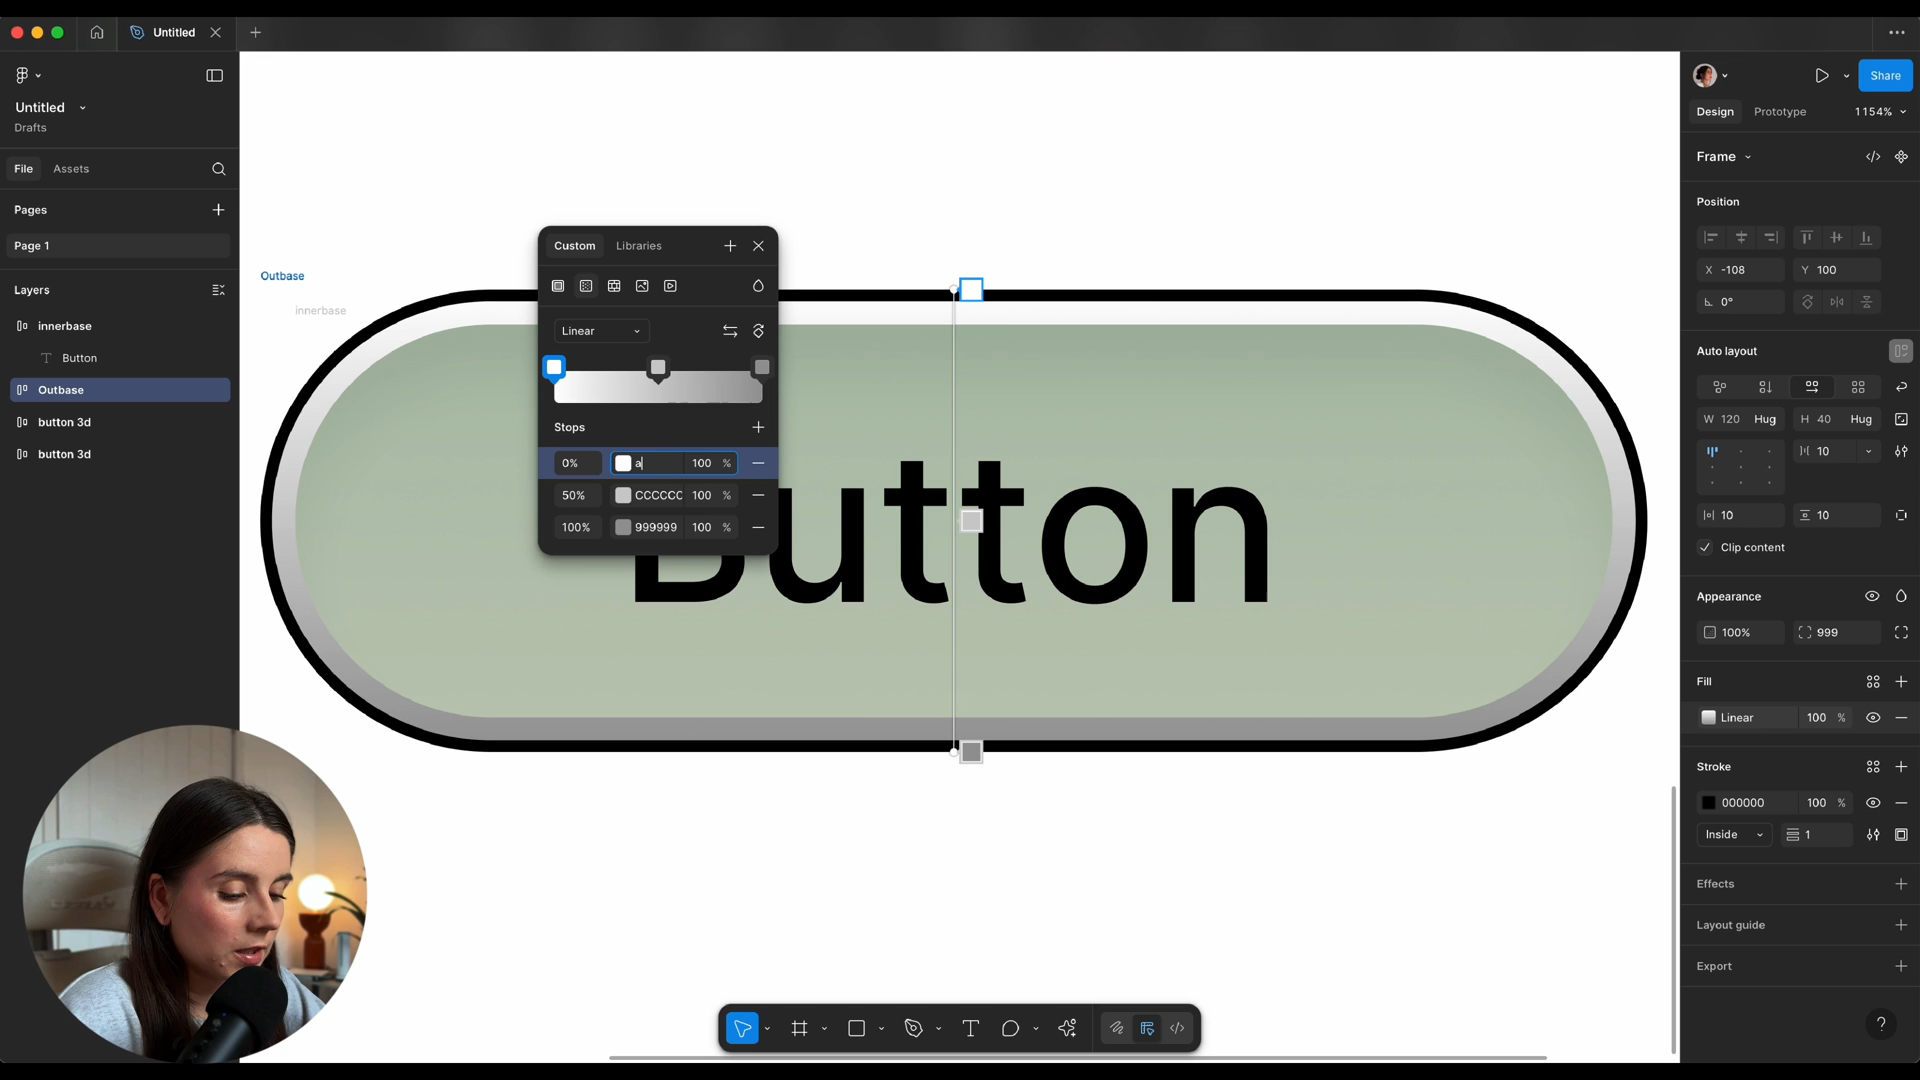 Untitled
Untitled
Drafts
File
Assets
Pages
Page 1
Layers
innerbase
Button
Outbase
button 3d
button 3d
Outbase
innerbase
Custom
Libraries
Linear
Stops
0%
a
100 %
50%
CCCCCC
100 %
100%
999999
100 %
Button
Share
Design
Prototype
1154%
Frame
Position
X -108
Y 100
0°
Auto layout
W 120 Hug
H 40 Hug
10
10
10
Clip content
Appearance
100%
999
Fill
Linear
100 %
Stroke
000000
100 %
Inside
1
Effects
Layout guide
Export
?